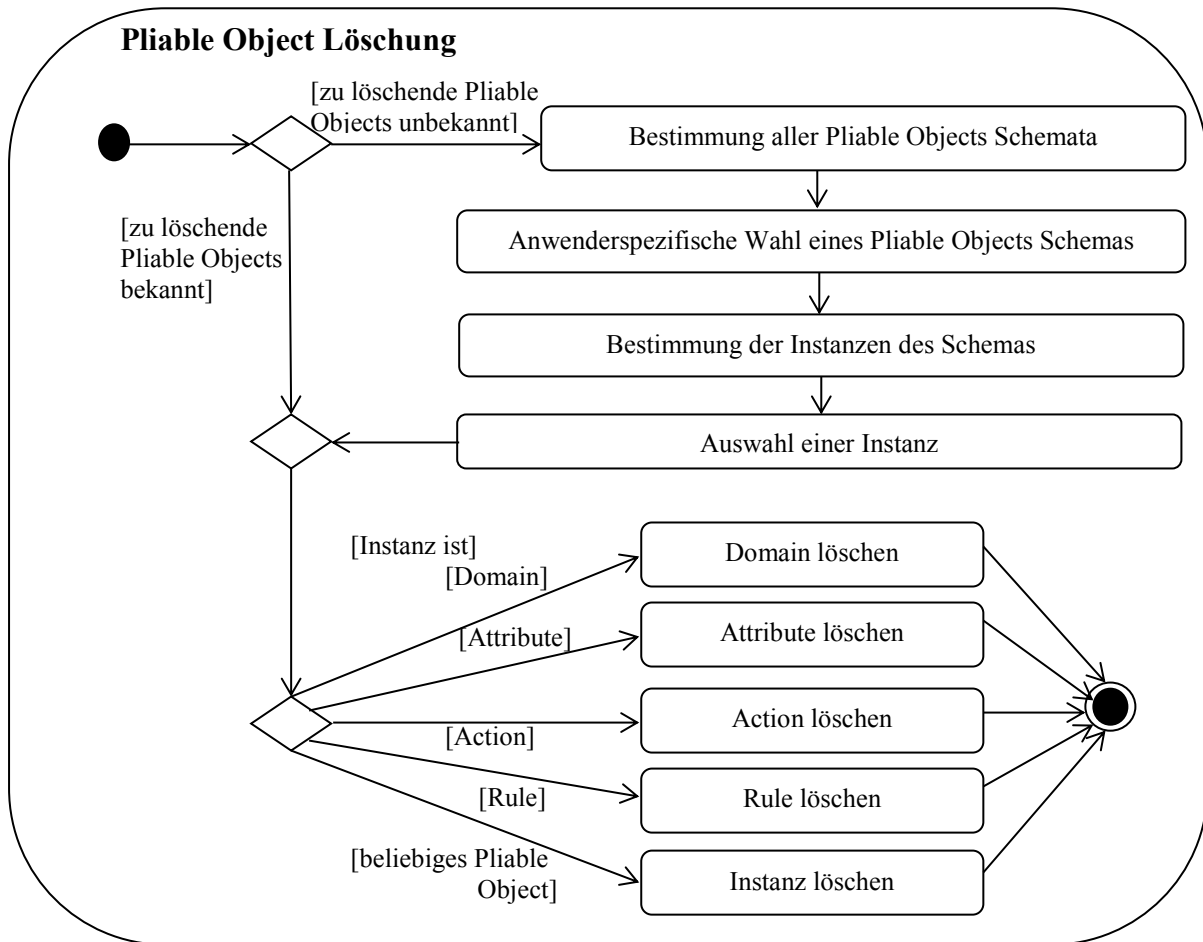 Pliable Object Löschung
[zu löschende Pliable
Objects unbekannt]
Bestimmung aller Pliable Objects Schemata
[zu löschende
Pliable Objects
bekannt]
Anwenderspezifische Wahl eines Pliable Objects Schemas
Bestimmung der Instanzen des Schemas
Auswahl einer Instanz
[Instanz ist]
[Domain]
Domain löschen
[Attribute]
Attribute löschen
[Action]
Action löschen
[Rule]
Rule löschen
[beliebiges Pliable
Object]
Instanz löschen